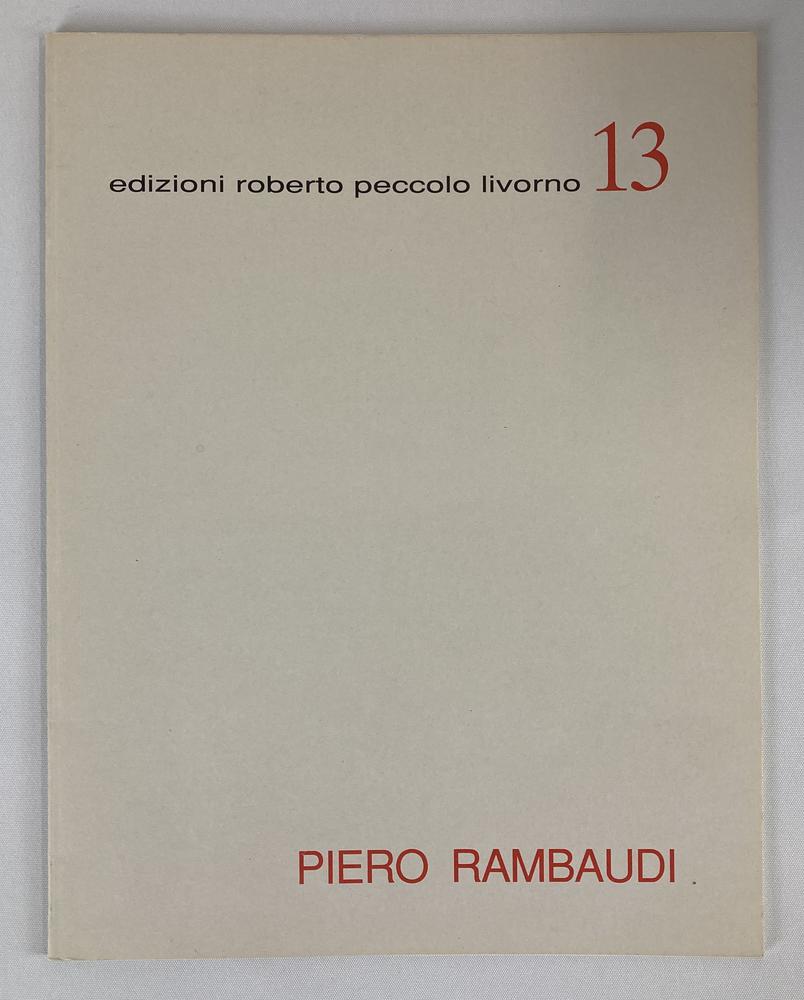 edizioni roberto peccolo livorno 13
PIERO RAMBAUDI